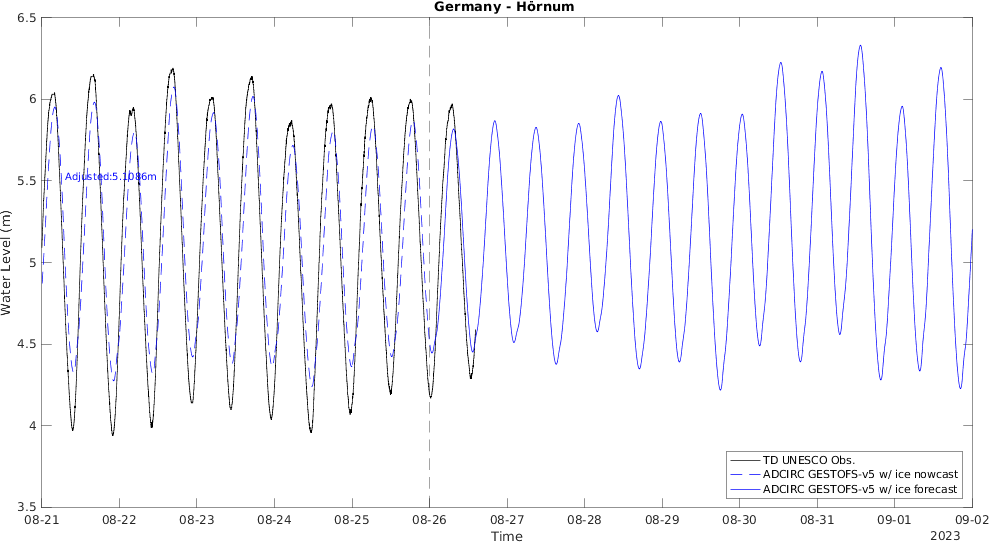 Germany - Hörnum
6.5
6
5.5
5
4.5
4
3.5
Water Level (m)
Adjusted:5.1086m
TD UNESCO Obs.
ADCIRC GESTOFS-v5 w/ ice nowcast
ADCIRC GESTOFS-v5 w/ ice forecast
08-21 08-22 08-23 08-24 08-25 08-26 08-27 08-28 08-29 08-30 08-31 09-01 09-02
Time
2023